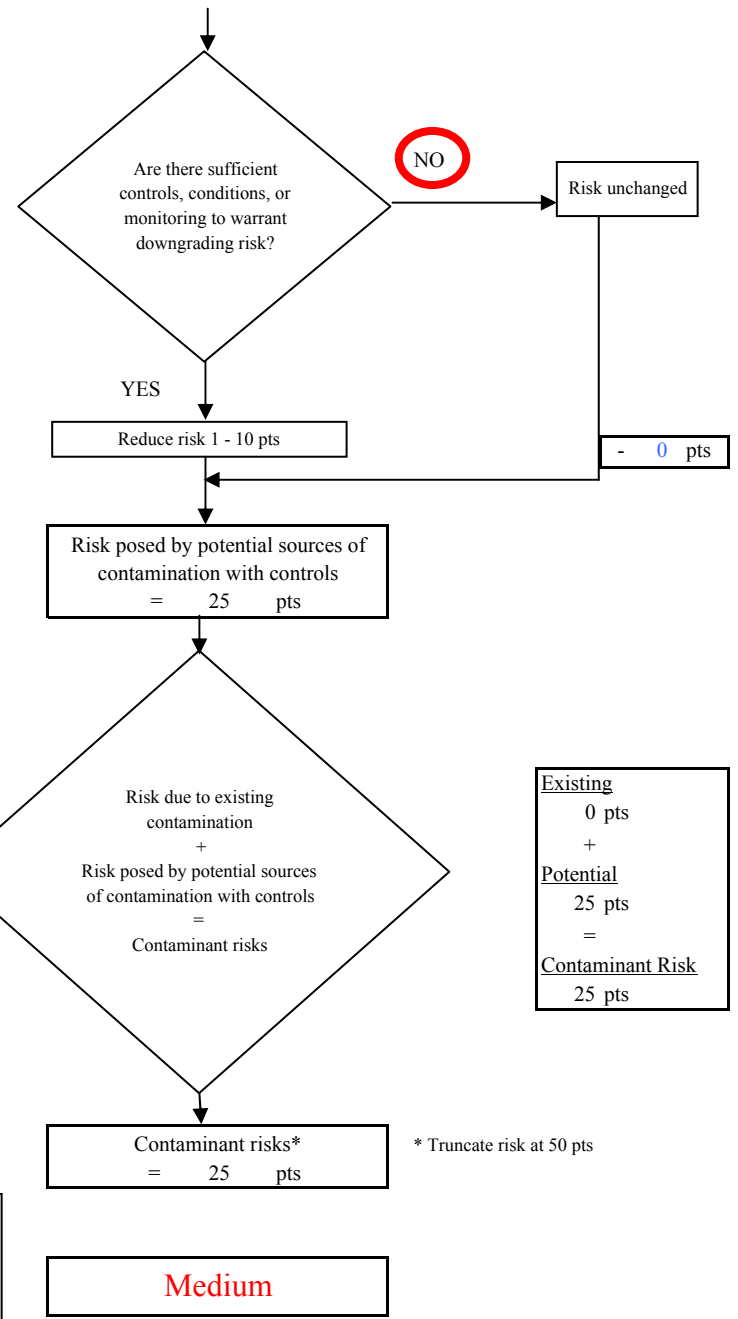 Are there sufficient
controls, conditions, or
monitoring to warrant
downgrading risk?
NO
Risk unchanged
YES
Reduce risk 1 - 10 pts
- 0 pts
Risk posed by potential sources of
contamination with controls
= 25 pts
Risk due to existing
contamination
+
Risk posed by potential sources
of contamination with controls
=
Contaminant risks
Existing
0 pts
+
Potential
25 pts
=
Contaminant Risk
25 pts
Contaminant risks*
= 25 pts
* Truncate risk at 50 pts
Medium